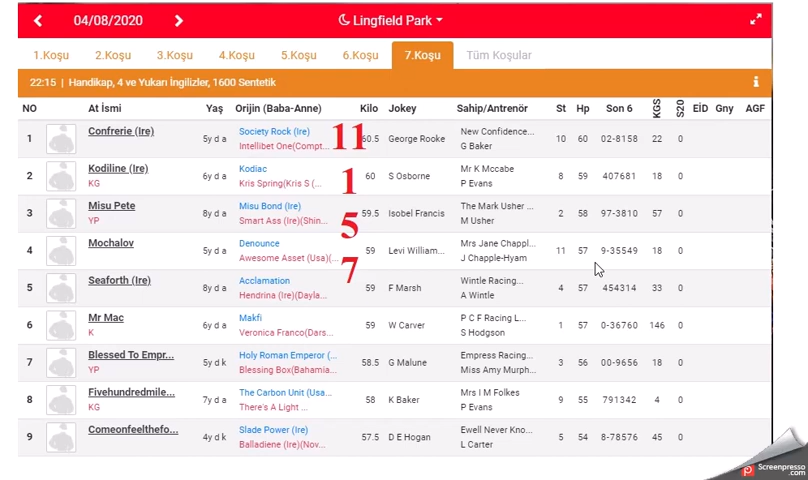 04/08/2020 Lingfield Park
1.Koşu 2.Koşu 3.Koşu 4.Koşu 5.Koşu 6.Koşu 7.Koşu Tüm Koşular
22:15 | Handikap, 4 ve Yukarı İngilizler, 1600 Sentetik
NO At İsmi Yaş Orijin (Baba-Anne) Kilo Jokey Sahip/Antrenör St Hp Son 6 KGS S20 EİD Gny AGF
1 Confrerie (Ire) 5y d a Society Rock (Ire) 60.5 George Rooke New Confidence... 10 60 02-8158 22 0
Intellibet One(Compt... G Baker
11
2 Kodiline (Ire) 6y d a Kodiac 60 S Osborne Mr K Mccabe 8 59 407681 18 0
KG Kris Spring(Kris S (... P Evans
1
3 Misu Pete 8y d a Misu Bond (Ire) 59.5 Isobel Francis The Mark Usher ... 2 58 97-3810 57 0
YP Smart Ass (Ire)(Shin... M Usher
5
4 Mochalov 5y d a Denounce 59 Levi William... Mrs Jane Chappl... 11 57 9-35549 18 0
Awesome Asset (Usa)(... J Chapple-Hyam
7
5 Seaforth (Ire) 8y d a Acclamation 59 F Marsh Wintle Racing... 4 57 454314 33 0
Hendrina (Ire)(Dayla... A Wintle
6 Mr Mac 6y d a Makfi 59 W Carver P C F Racing L... 1 57 0-36760 146 0
K Veronica Franco(Dars... S Hodgson
7 Blessed To Empr... 5y d k Holy Roman Emperor (... 58.5 G Malune Empress Racing... 3 56 00-9656 18 0
YP Blessing Box(Bahamia... Miss Amy Murph...
8 Fivehundredmile... 7y d a The Carbon Unit (Usa... 58 K Baker Mrs I M Folkes 9 55 791342 4 0
KG There's A Light ... P Evans
9 Comeonfeelthefo... 4y d k Slade Power (Ire) 57.5 D E Hogan Ewell Never Kno... 5 54 8-78576 45 0
Balladiene (Ire)(Nov... L Carter
Screenpresso
.com